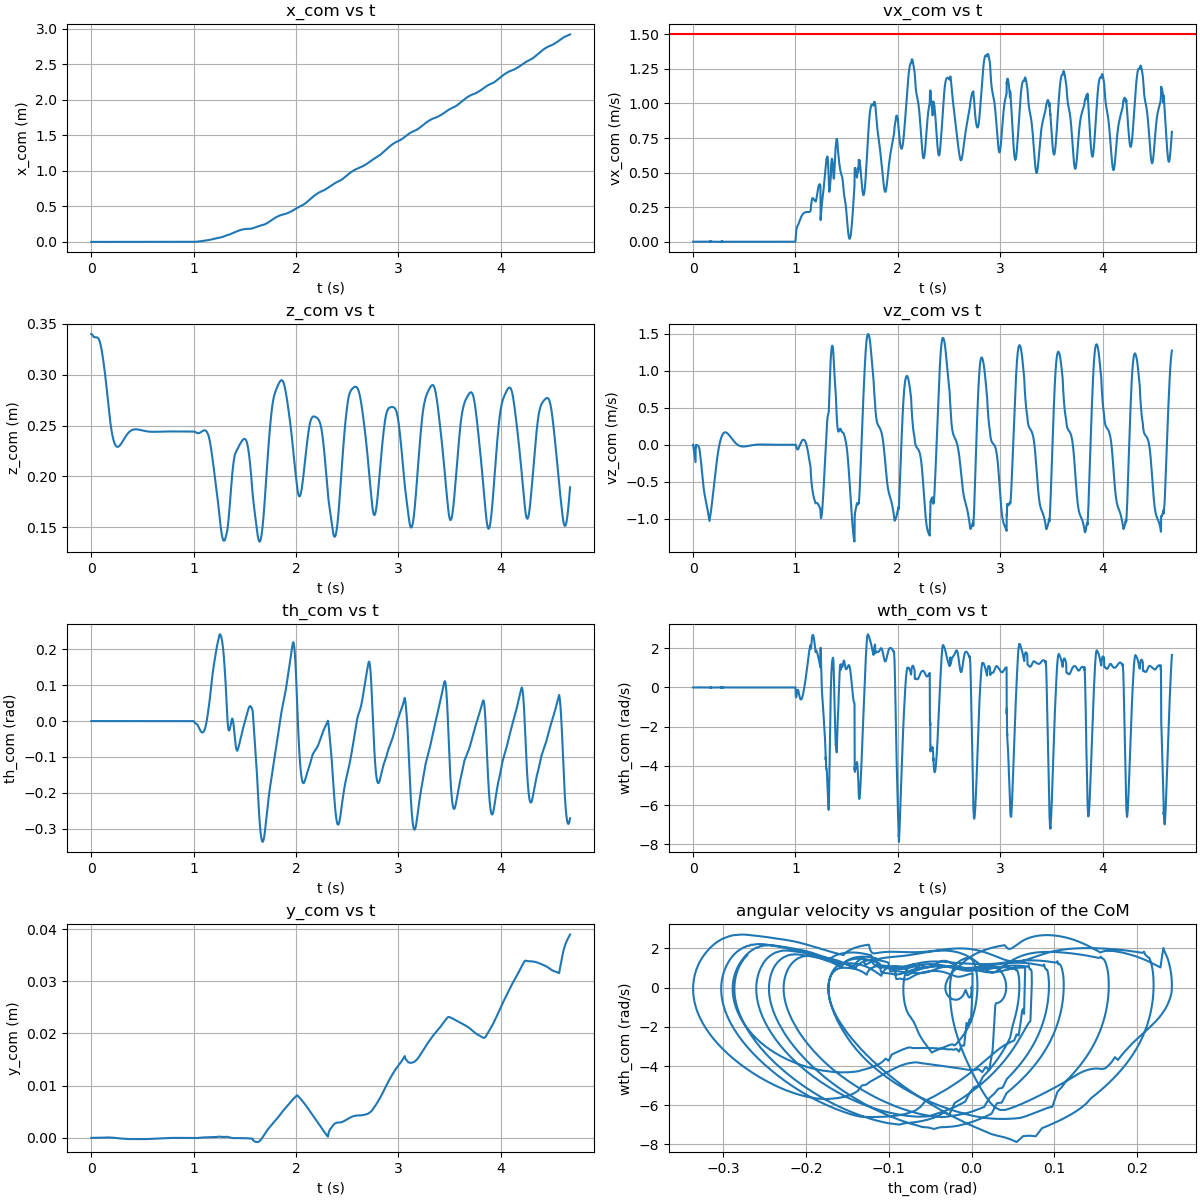 x_com vs t
3.0
2.5
2.0
1.5
1.0
0.5
0.0
x_com (m)
0 1 2 3 4
t (s)
vx_com vs t
1.50
1.25
1.00
0.75
0.50
0.25
0.00
vx_com (m/s)
0 1 2 3 4
t (s)
z_com vs t
0.35
0.30
0.25
0.20
0.15
z_com (m)
0 1 2 3 4
t (s)
vz_com vs t
1.5
1.0
0.5
0.0
−0.5
−1.0
vz_com (m/s)
0 1 2 3 4
t (s)
th_com vs t
0.2
0.1
0.0
−0.1
−0.2
−0.3
th_com (rad)
0 1 2 3 4
t (s)
wth_com vs t
2
0
−2
−4
−6
−8
wth_com (rad/s)
0 1 2 3 4
t (s)
y_com vs t
0.04
0.03
0.02
0.01
0.00
y_com (m)
0 1 2 3 4
t (s)
angular velocity vs angular position of the CoM
2
0
−2
−4
−6
−8
wth_com (rad/s)
−0.3 −0.2 −0.1 0.0 0.1 0.2
th_com (rad)